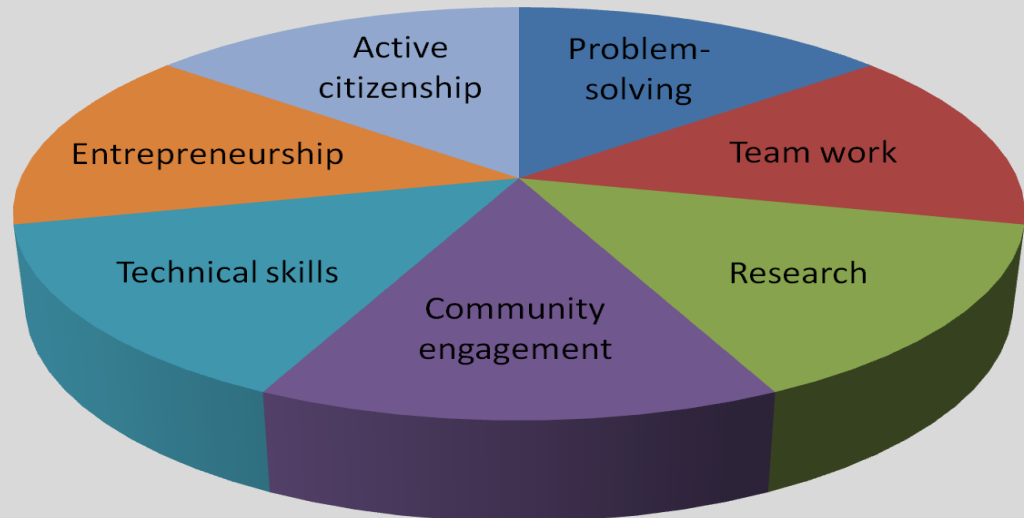 Active
citizenship
Problem-
solving
Entrepreneurship
Team work
Technical skills
Research
Community
engagement